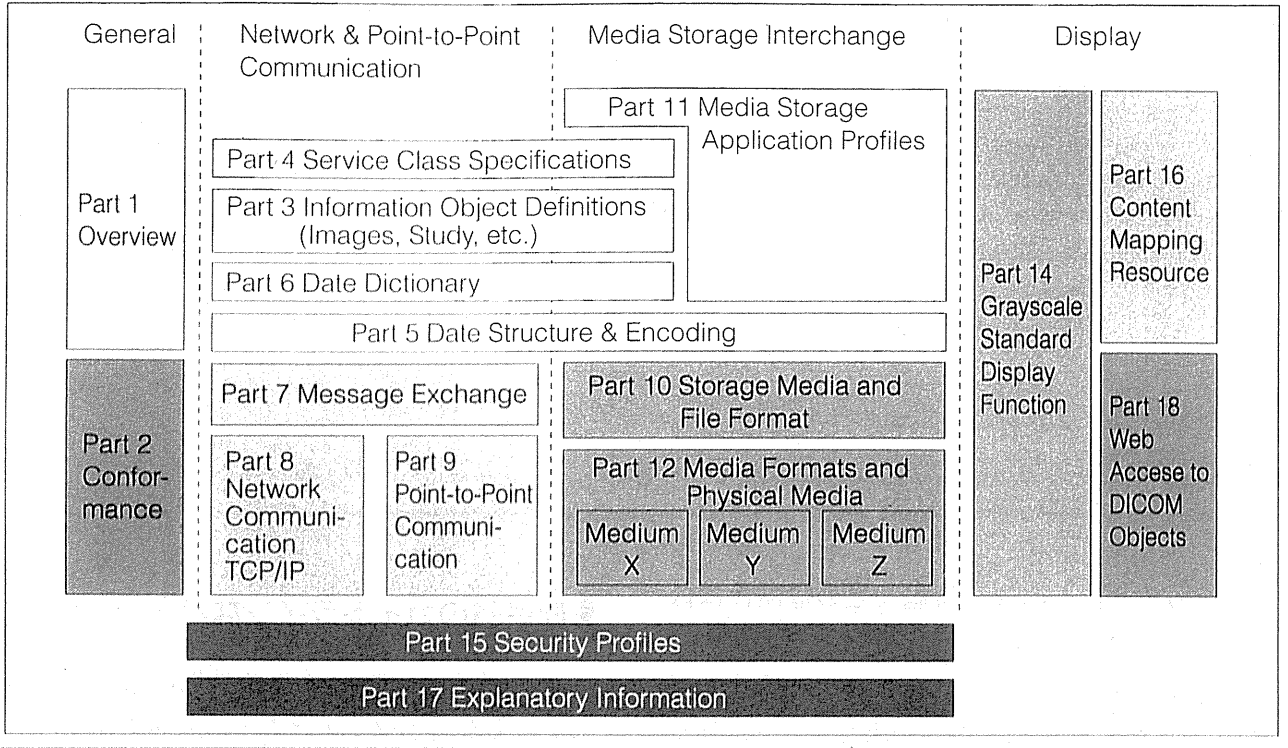 General
Network & Point-to-Point
Communication
Media Storage Interchange
Display
Part 1
Overview
Part 2
Confor-
mance
Part 4 Service Class Specifications
Part 3 Information Object Definitions
(Images, Study, etc.)
Part 6 Date Dictionary
Part 5 Date Structure & Encoding
Part 7 Message Exchange
Part 8
Network
Communi-
cation
TCP/IP
Part 9
Point-to-Point
Communi-
cation
Part 11 Media Storage
Application Profiles
Part 10 Storage Media and
File Format
Part 12 Media Formats and
Physical Media
Medium
X
Medium
Y
Medium
Z
Part 14
Grayscale
Standard
Display
Function
Part 16
Content
Mapping
Resource
Part 18
Web
Accese to
DICOM
Objects
Part 15 Security Profiles
Part 17 Explanatory Information